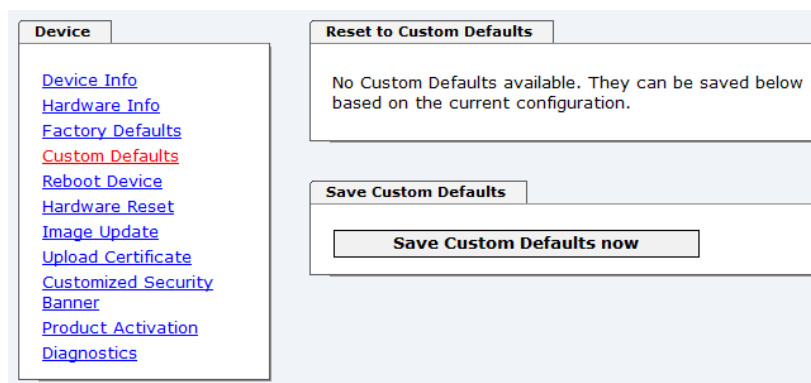 Device
Device Info
Hardware Info
Factory Defaults
Custom Defaults
Reboot Device
Hardware Reset
Image Update
Upload Certificate
Customized Security
Banner
Product Activation
Diagnostics
Reset to Custom Defaults
No Custom Defaults available. They can be saved below
based on the current configuration.
Save Custom Defaults
Save Custom Defaults now